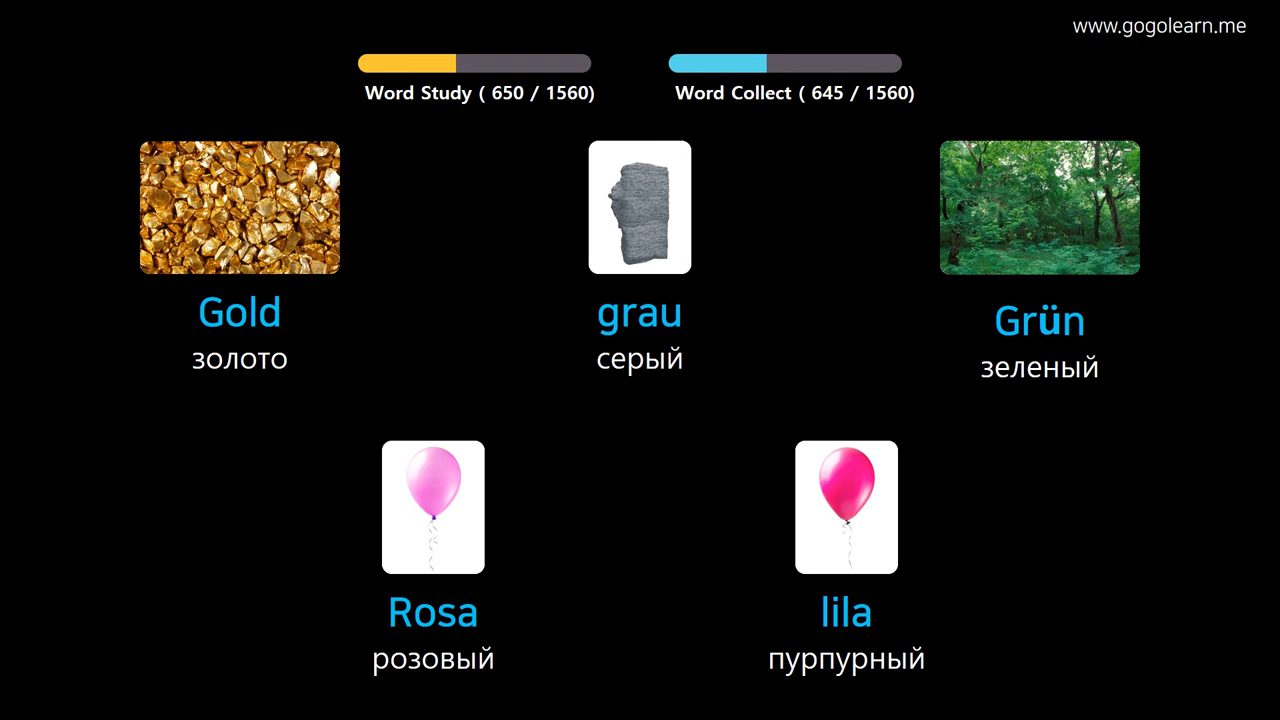 www.gogolearn.me
Word Study ( 650 / 1560)
Word Collect ( 645 / 1560)
Gold
золото
grau
серый
Grün
зеленый
Rosa
розовый
lila
пурпурный